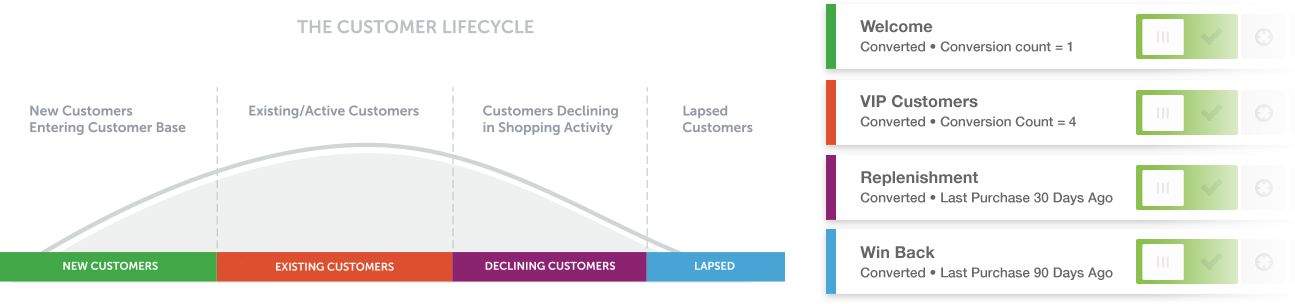 THE CUSTOMER LIFECYCLE
New Customers
Entering Customer Base
Existing/Active Customers
Customers Declining
in Shopping Activity
Lapsed
Customers
NEW CUSTOMERS
EXISTING CUSTOMERS
DECLINING CUSTOMERS
LAPSED
Welcome
Converted • Conversion count = 1
VIP Customers
Converted • Conversion Count = 4
Replenishment
Converted • Last Purchase 30 Days Ago
Win Back
Converted • Last Purchase 90 Days Ago